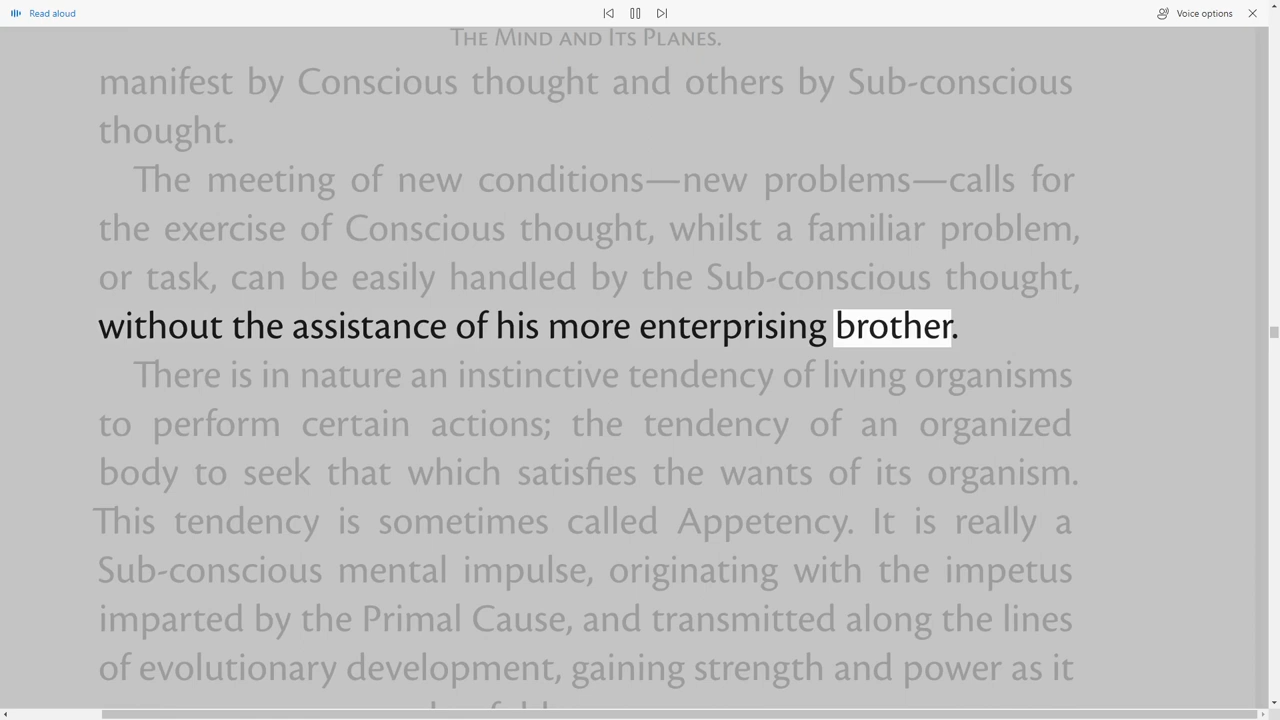 Read aloud
Voice options
The Mind and Its Planes.
manifest by Conscious thought and others by Sub-conscious
thought.
The meeting of new conditions—new problems—calls for
the exercise of Conscious thought, whilst a familiar problem,
or task, can be easily handled by the Sub-conscious thought,
without the assistance of his more enterprising brother.
There is in nature an instinctive tendency of living organisms
to perform certain actions; the tendency of an organized
body to seek that which satisfies the wants of its organism.
This tendency is sometimes called Appetency. It is really a
Sub-conscious mental impulse, originating with the impetus
imparted by the Primal Cause, and transmitted along the lines
of evolutionary development, gaining strength and power as it